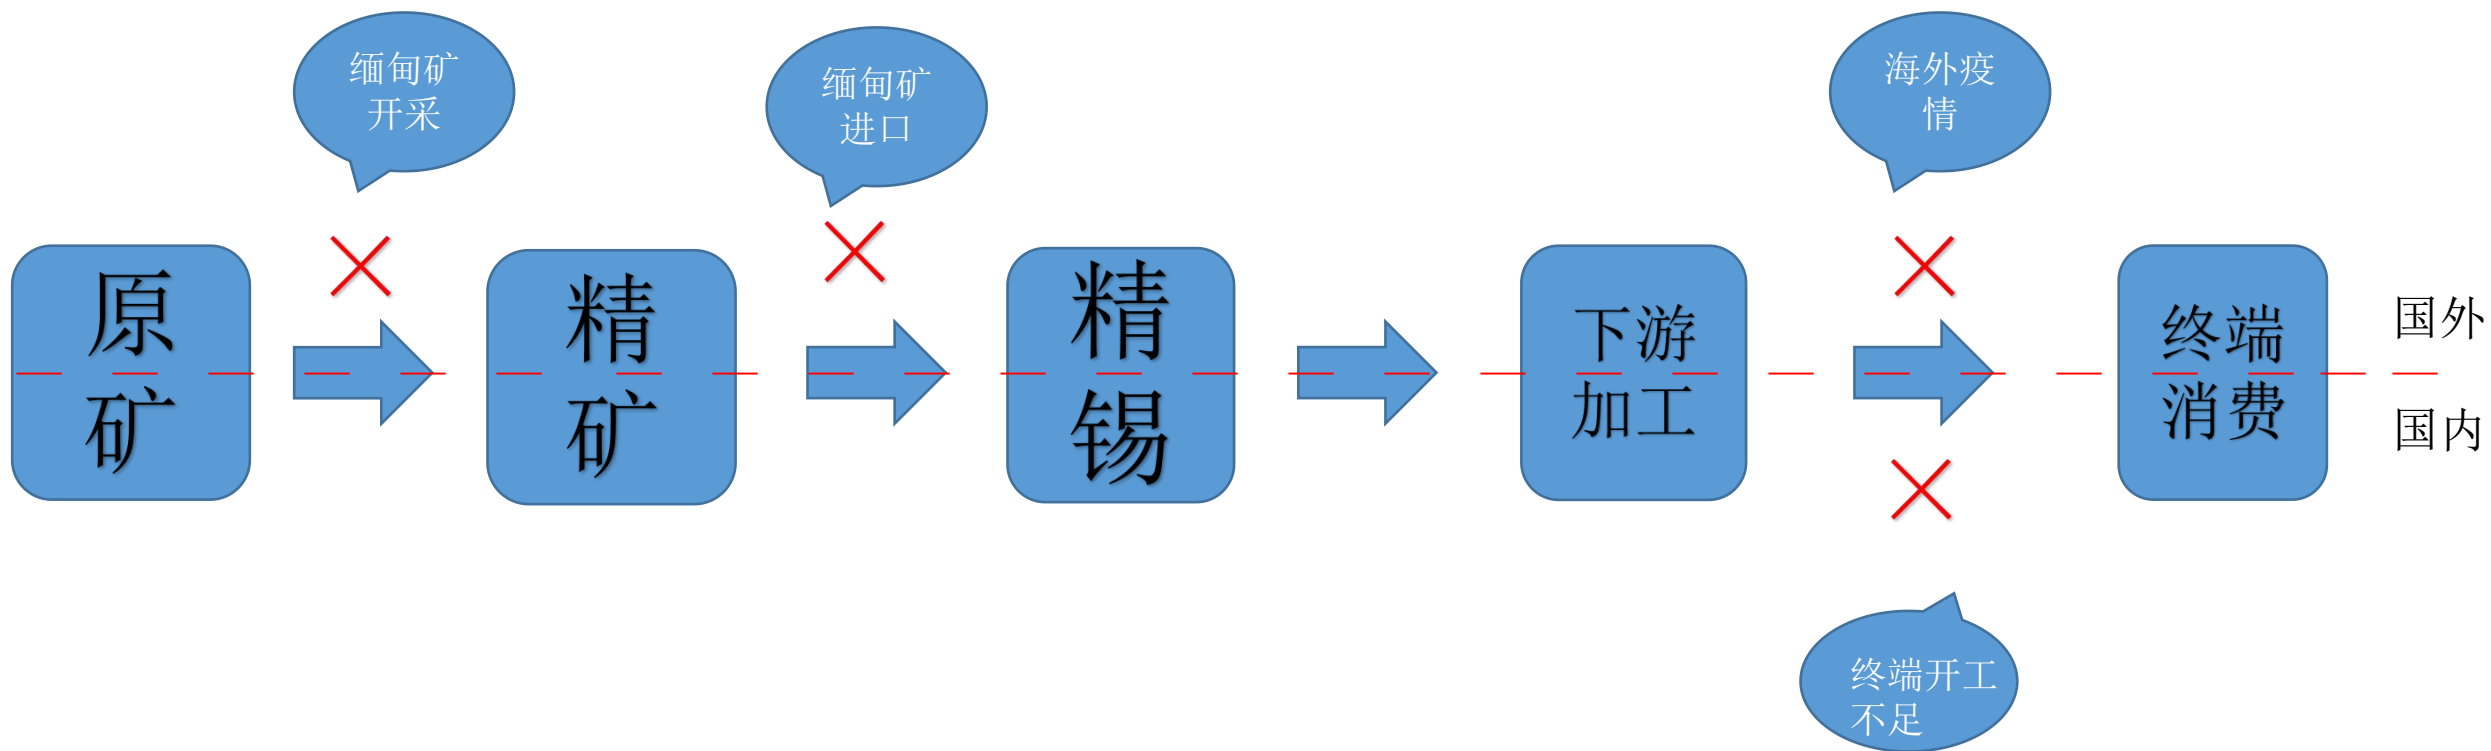 缅甸矿
开采
缅甸矿
进口
海外疫
情
原
矿
精
矿
精
锡
下游
加工
终端
消费
国外
国内
终端开工
不足